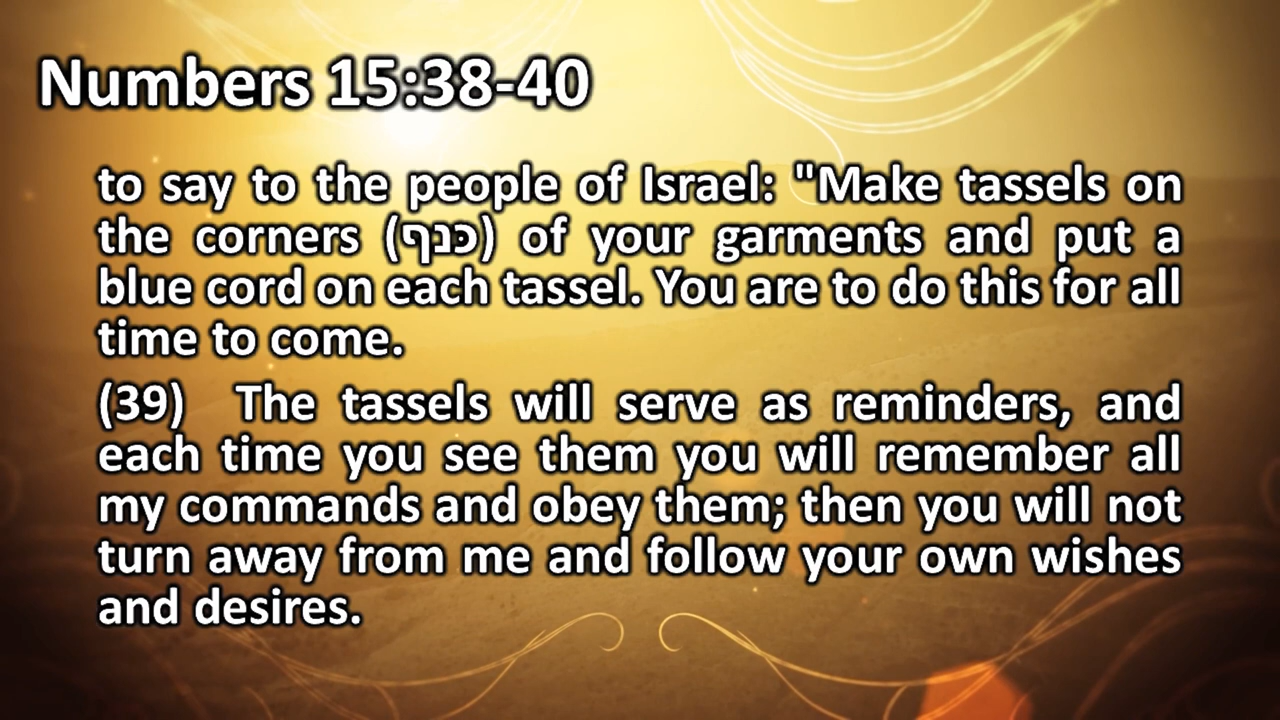 Numbers 15:38-40
to say to the people of Israel: "Make tassels on
the corners (כנף) of your garments and put a
blue cord on each tassel. You are to do this for all
time to come.
(39) The tassels will serve as reminders, and
each time you see them you will remember all
my commands and obey them; then you will not
turn away from me and follow your own wishes
and desires.